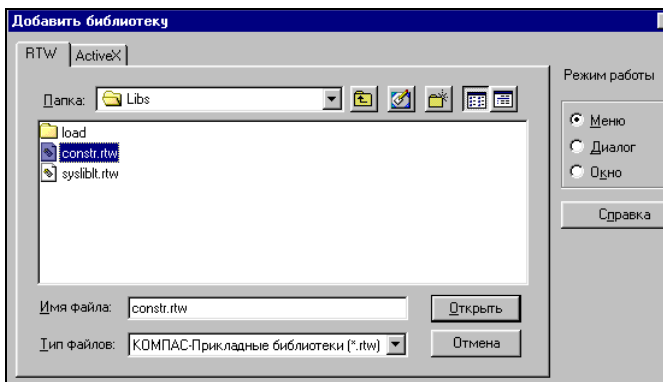 Добавить библиотеку
RTW ActiveX
Папка: Libs
load
constr.rtw
sysliblt.rtw
Имя файла: constr.rtw Открыть
Тип файлов: КОМПАС-Прикладные библиотеки (*.rtw) Отмена
Режим работы
Меню
Диалог
Окно
Справка